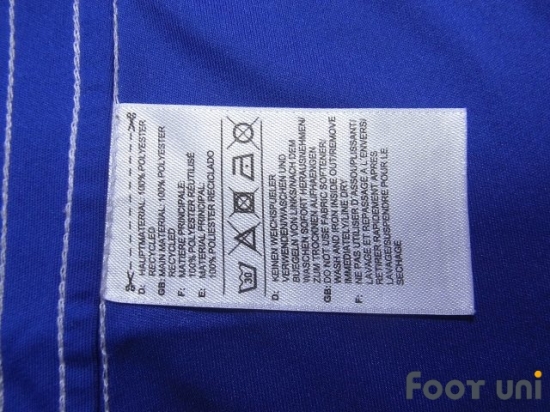 D: HAUPTMATERIAL: 100% POLYESTER
RECYCLED
GB: MAIN MATERIAL: 100% POLYESTER
RECYCLED
F: MATIERE PRINCIPALE:
100% POLYESTER RÉUTILISÉ
E: MATERIAL PRINCIPAL:
100% POLIESTER RECICLADO
30
D: KEINEN WEICHSPUELER
VERWENDEN/WASCHEN UND
BUEGELN VON LINKS/NACH DEM
WASCHEN SOFORT HERAUSNEHMEN/
ZUM TROCKNEN AUFHAENGEN
GB: DO NOT USE FABRIC SOFTENER/
WASH AND IRON INSIDE OUT/REMOVE
IMMEDIATELY/LINE DRY
F: NE PAS UTILISER D'ASSOUPLISSANT/
LAVAGE ET REPASSAGE A L'ENVERS/
RETIRER RAPIDEMENT APRES
LAVAGE/SUSPENDRE POUR LE
SECHAGE
FOOT UNI